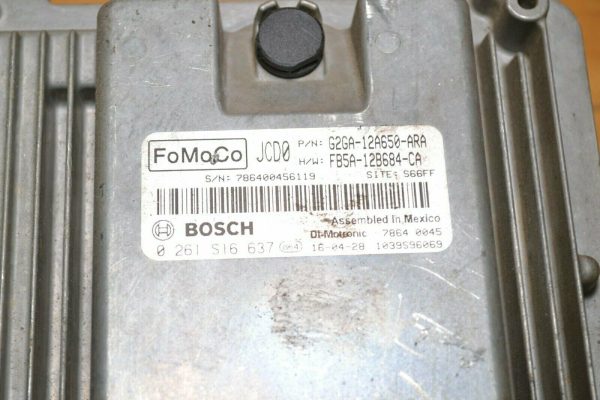 FoMoCo JCD0 P/N: G2GA-12A650-ARA
H/W: FB5A-12B684-CA
S/N: 786400456119 SITE: S66FF
BOSCH Assembled in Mexico
DI-Motronic 7864 0045
0 261 S16 637 16-04-28 1039S96069